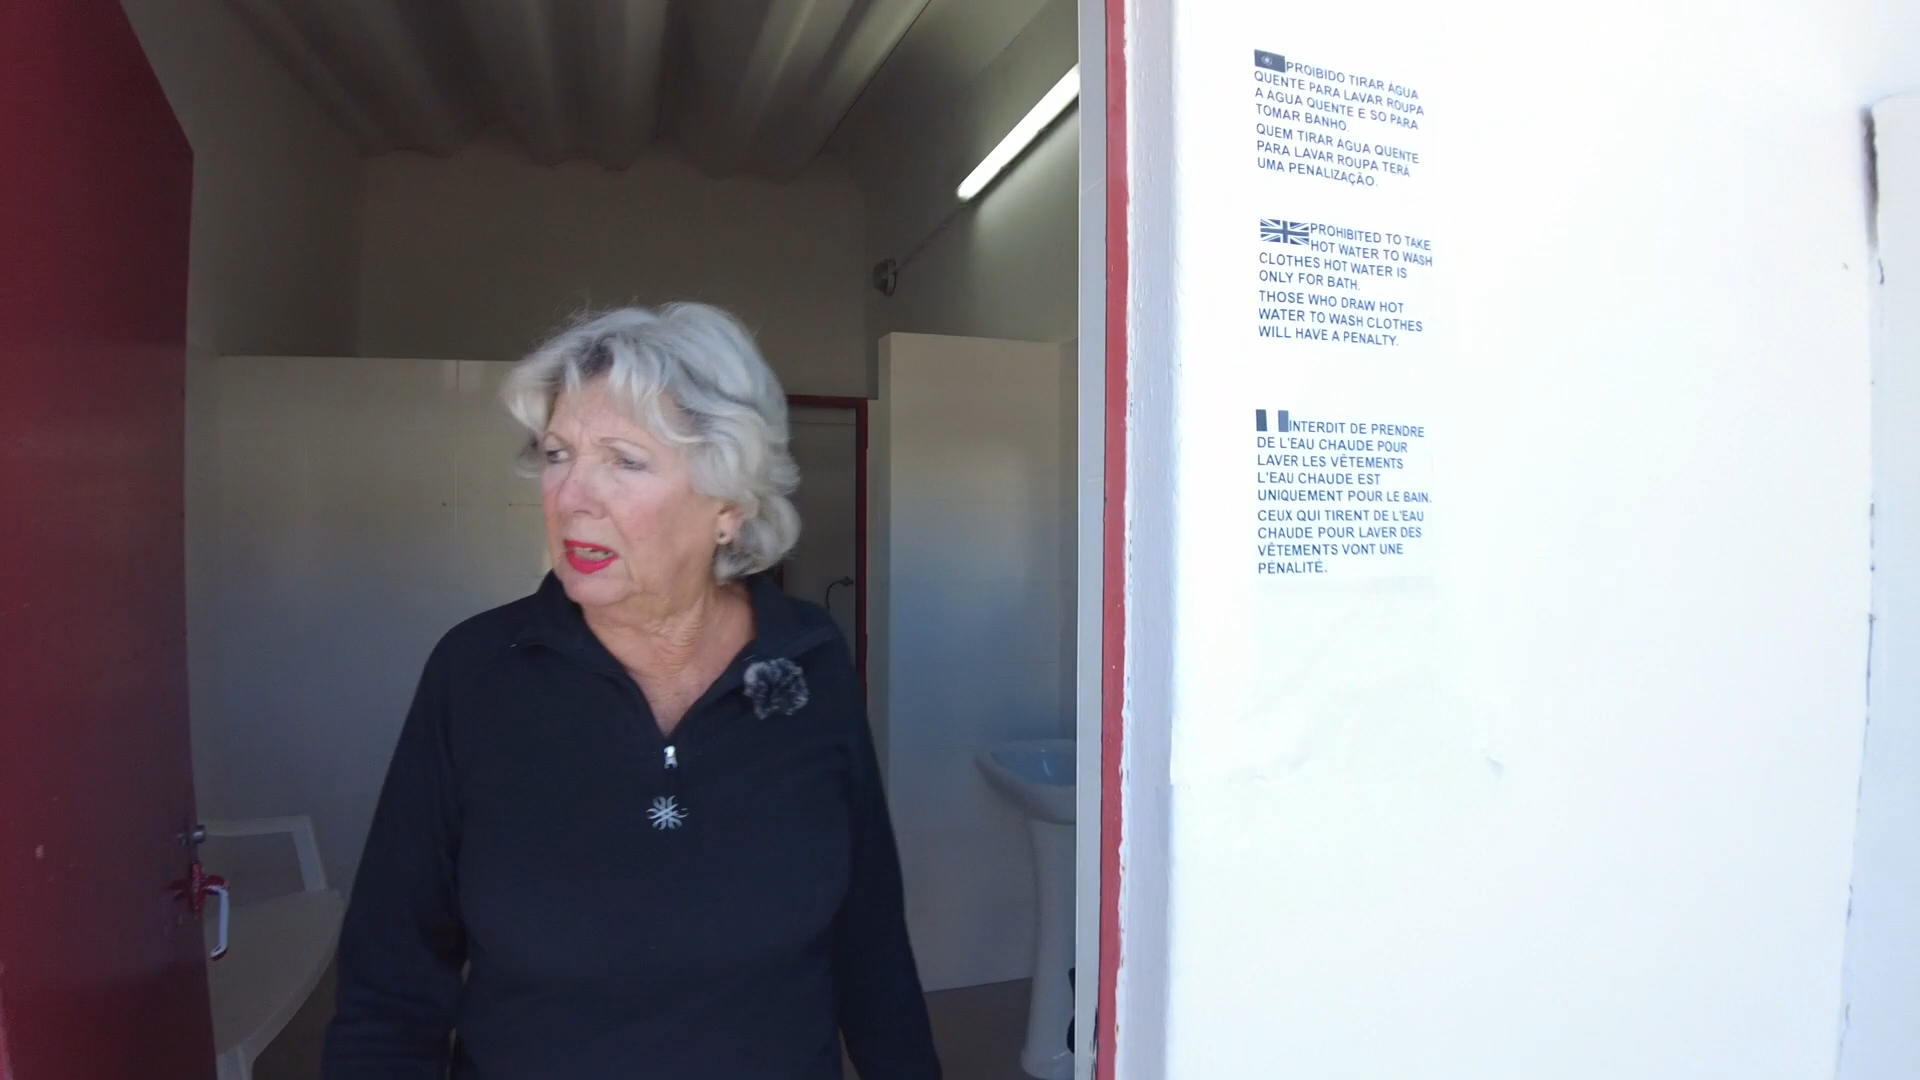 PROIBIDO TIRAR ÁGUA
QUENTE PARA LAVAR ROUPA
A ÁGUA QUENTE É SO PARA
TOMAR BANHO.
QUEM TIRAR ÁGUA QUENTE
PARA LAVAR ROUPA TERÁ
UMA PENALIZAÇÃO.
PROHIBITED TO TAKE
HOT WATER TO WASH
CLOTHES HOT WATER IS
ONLY FOR BATH.
THOSE WHO DRAW HOT
WATER TO WASH CLOTHES
WILL HAVE A PENALTY.
INTERDIT DE PRENDRE
DE L'EAU CHAUDE POUR
LAVER LES VÊTEMENTS
L'EAU CHAUDE EST
UNIQUEMENT POUR LE BAIN.
CEUX QUI TIRENT DE L'EAU
CHAUDE POUR LAVER DES
VÊTEMENTS VONT UNE
PÉNALITÉ.